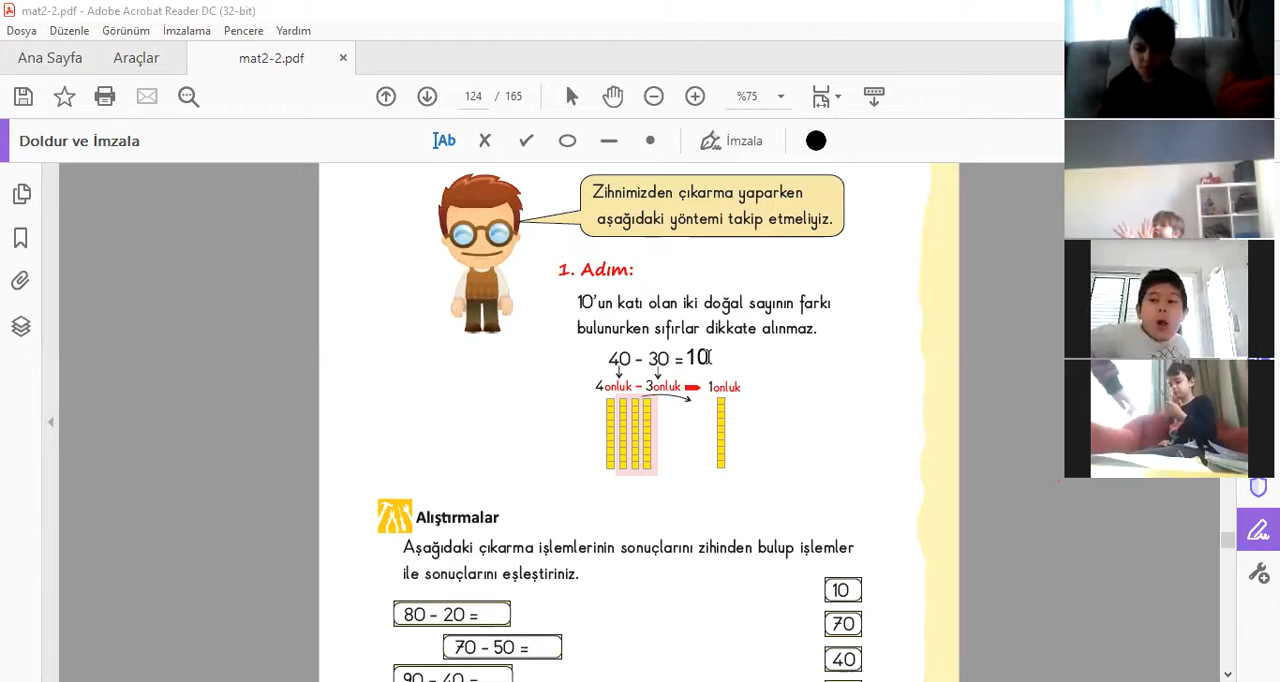 mat2-2.pdf - Adobe Acrobat Reader DC (32-bit)
Dosya Düzenle Görünüm İmzalama Pencere Yardım
Ana Sayfa Araçlar mat2-2.pdf ×
124 / 165 %75
Doldur ve İmzala Ab İmzala
Zihnimizden çıkarma yaparken
aşağıdaki yöntemi takip etmeliyiz.
1. Adım:
10'un katı olan iki doğal sayının farkı
bulunurken sıfırlar dikkate alınmaz.
40 - 30 = 10
4onluk - 3onluk 1onluk
Alıştırmalar
Aşağıdaki çıkarma işlemlerinin sonuçlarını zihinden bulup işlemler
ile sonuçlarını eşleştiriniz.
80 - 20 =
10
70 - 50 =
70
90 - 40 =
40